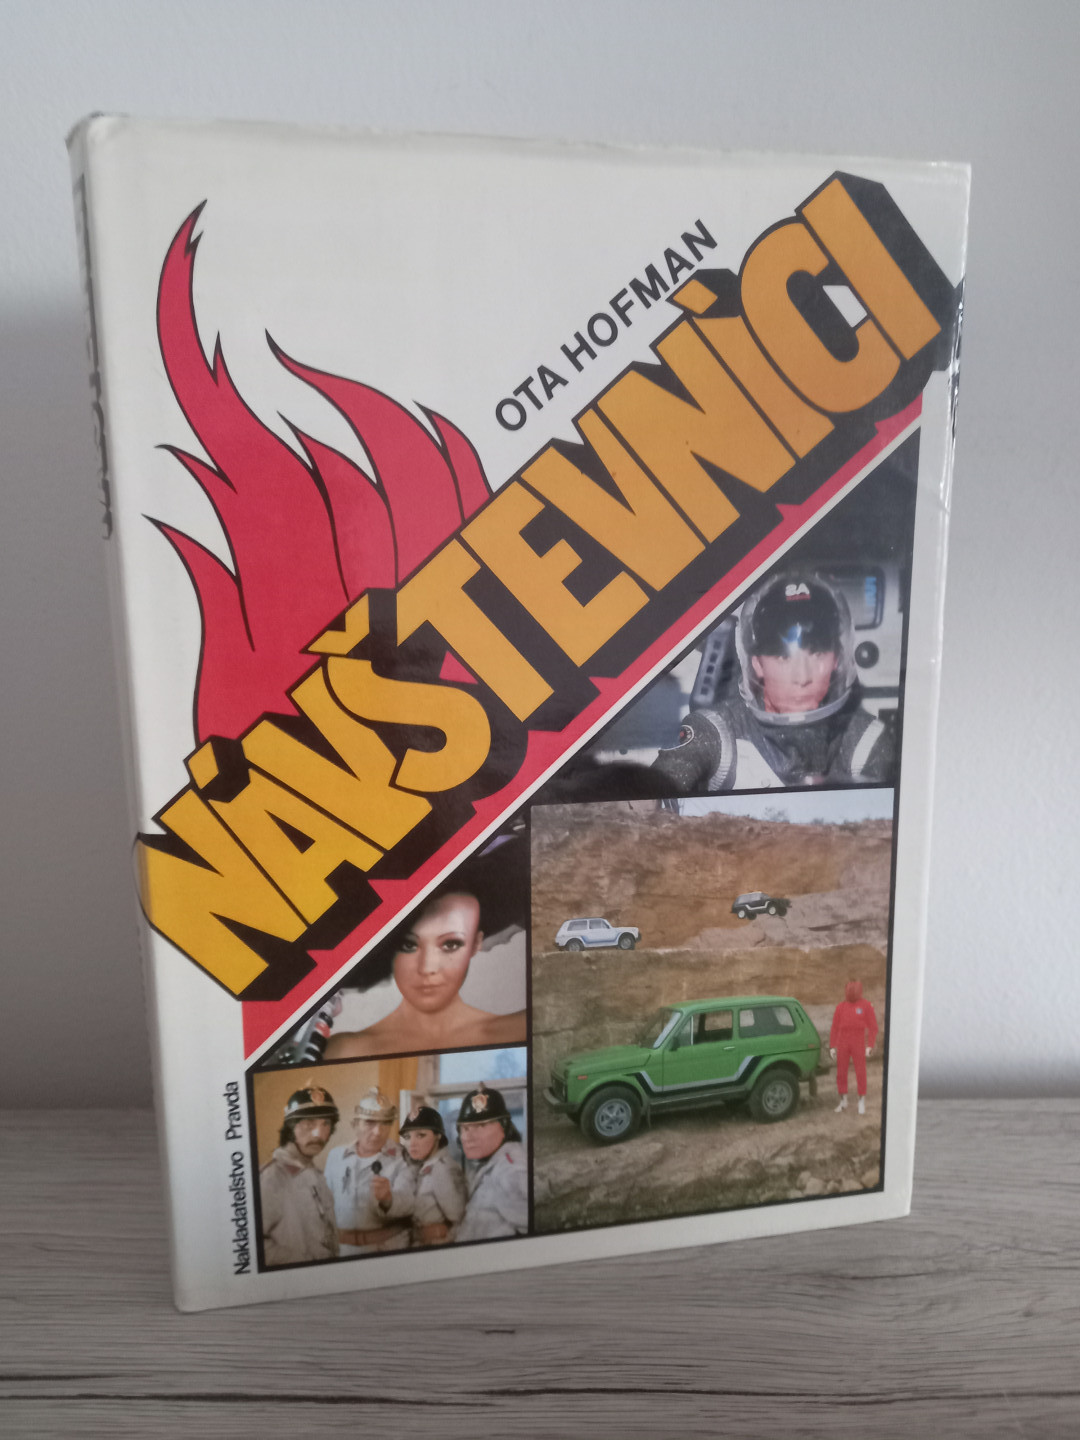 OTA HOFMAN
NÁVŠTEVNÍCI
Nakladateľstvo Pravda